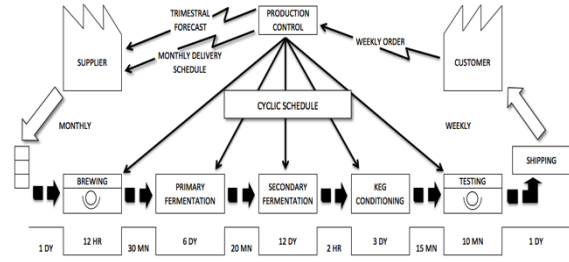 TRIMESTRAL
FORECAST
PRODUCTION
CONTROL
WEEKLY ORDER
SUPPLIER
MONTHLY DELIVERY
SCHEDULE
CUSTOMER
CYCLIC SCHEDULE
MONTHLY
WEEKLY
SHIPPING
BREWING
PRIMARY
FERMENTATION
SECONDARY
FERMENTATION
KEG
CONDITIONING
TESTING
1 DY
12 HR
30 MN
6 DY
20 MN
12 DY
2 HR
3 DY
15 MN
10 MN
1 DY